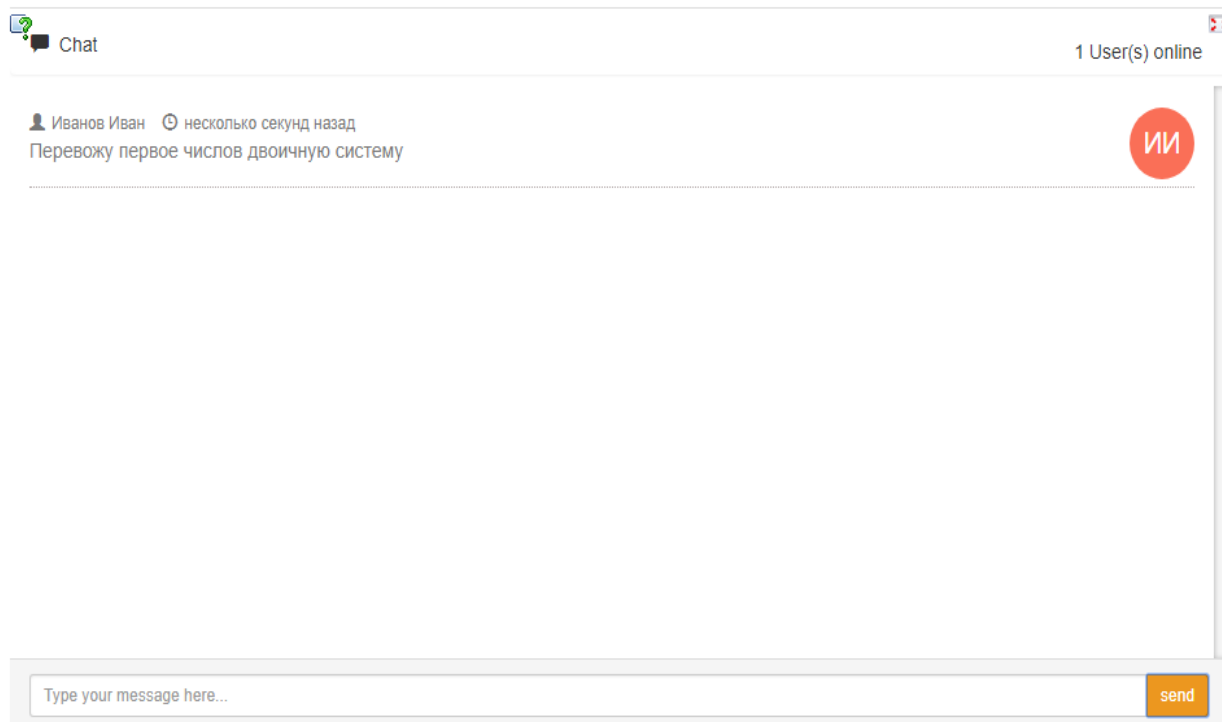 Chat
1 User(s) online
Иванов Иван несколько секунд назад
Перевожу первое числов двоичную систему
ИИ
Type your message here...
send